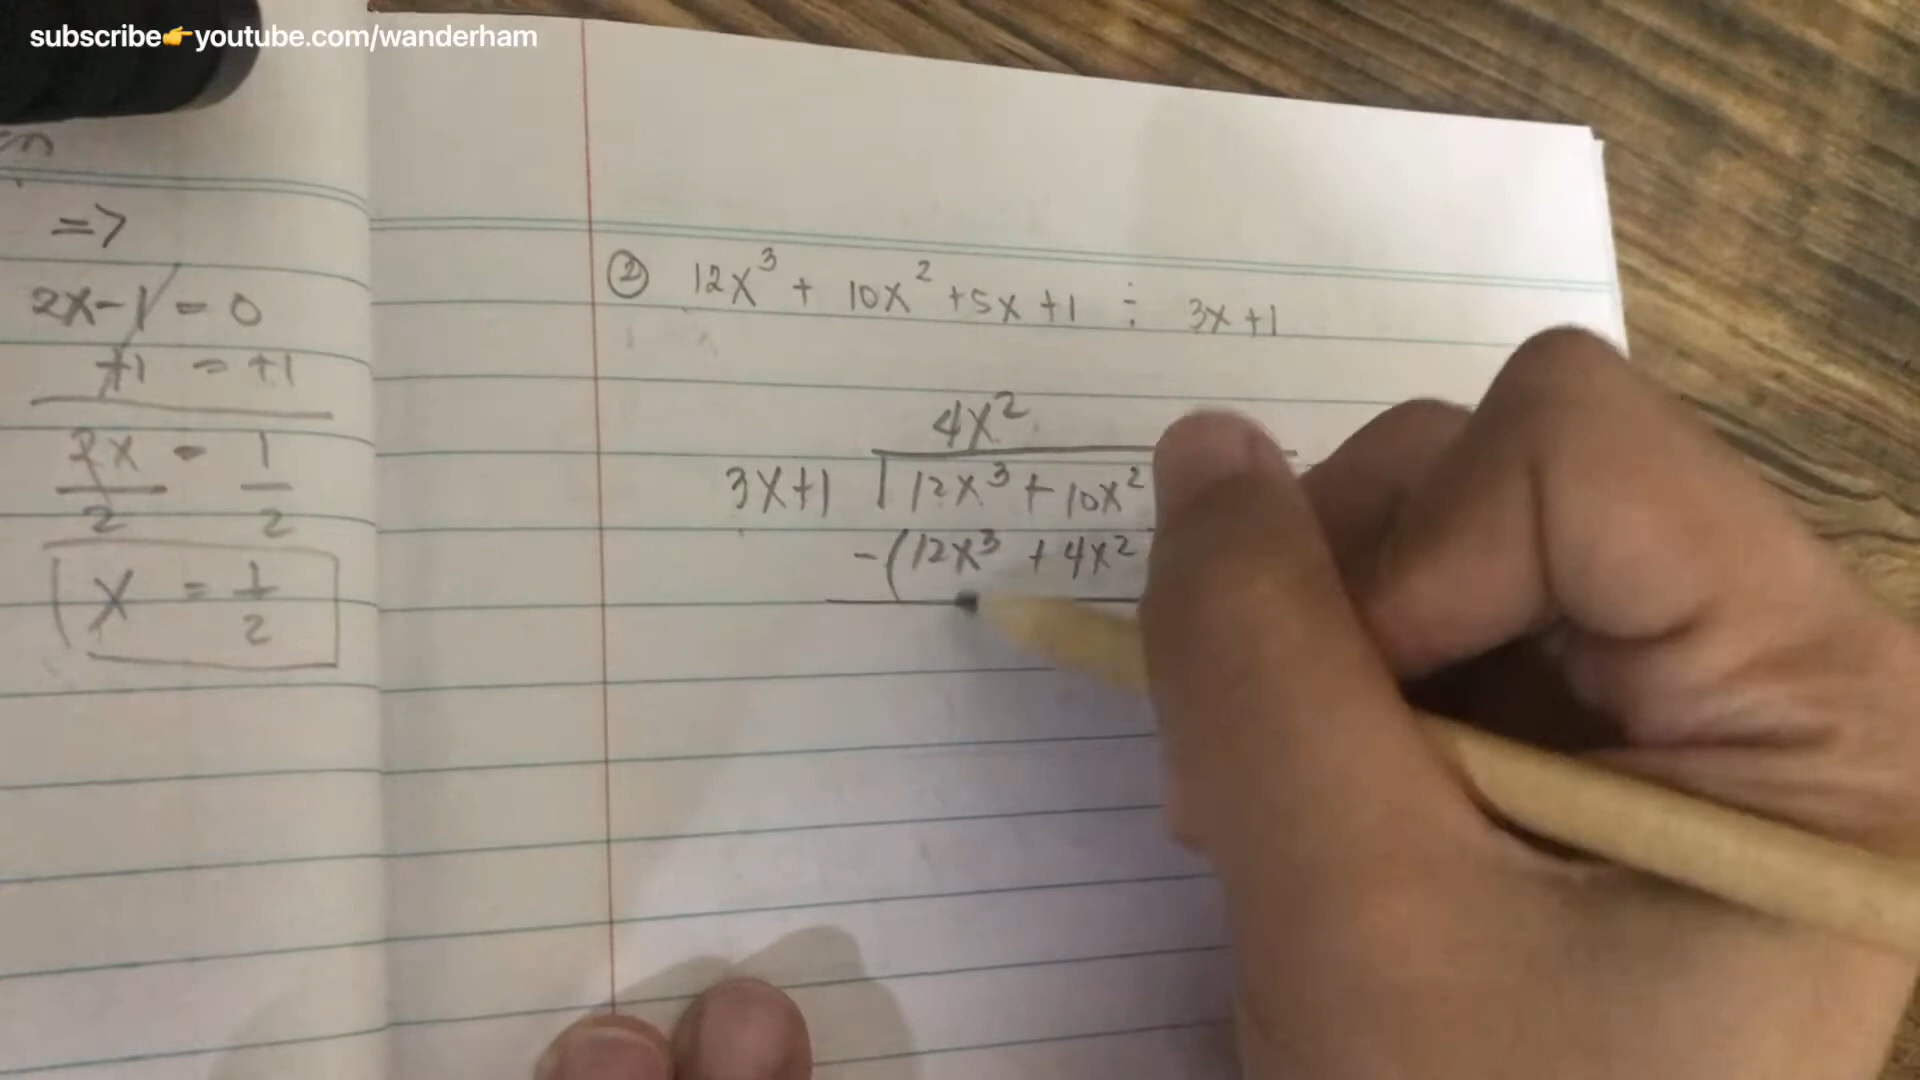 subscribe👉youtube.com/wanderham
=>
2x-1 = 0
+1 = +1
2x = 1
2 2
x = 1
2
② 12x³ + 10x² + 5x + 1 ÷ 3x + 1
4x²
3x+1 12x³ + 10x²
-(12x³ + 4x²